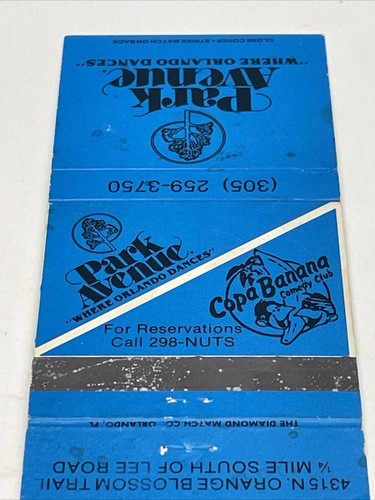 CLOSE COVER • STRIKE MATCH ON BACK
"WHERE ORLANDO DANCES"
Park
Avenue
(305) 259-3750
Park
Avenue
"WHERE ORLANDO DANCES"
Copa Banana
Comedy Club
For Reservations
Call 298-NUTS
THE DIAMOND MATCH CO. ORLANDO, FL
4315 N. ORANGE BLOSSOM TRAIL
¼ MILE SOUTH OF LEE ROAD